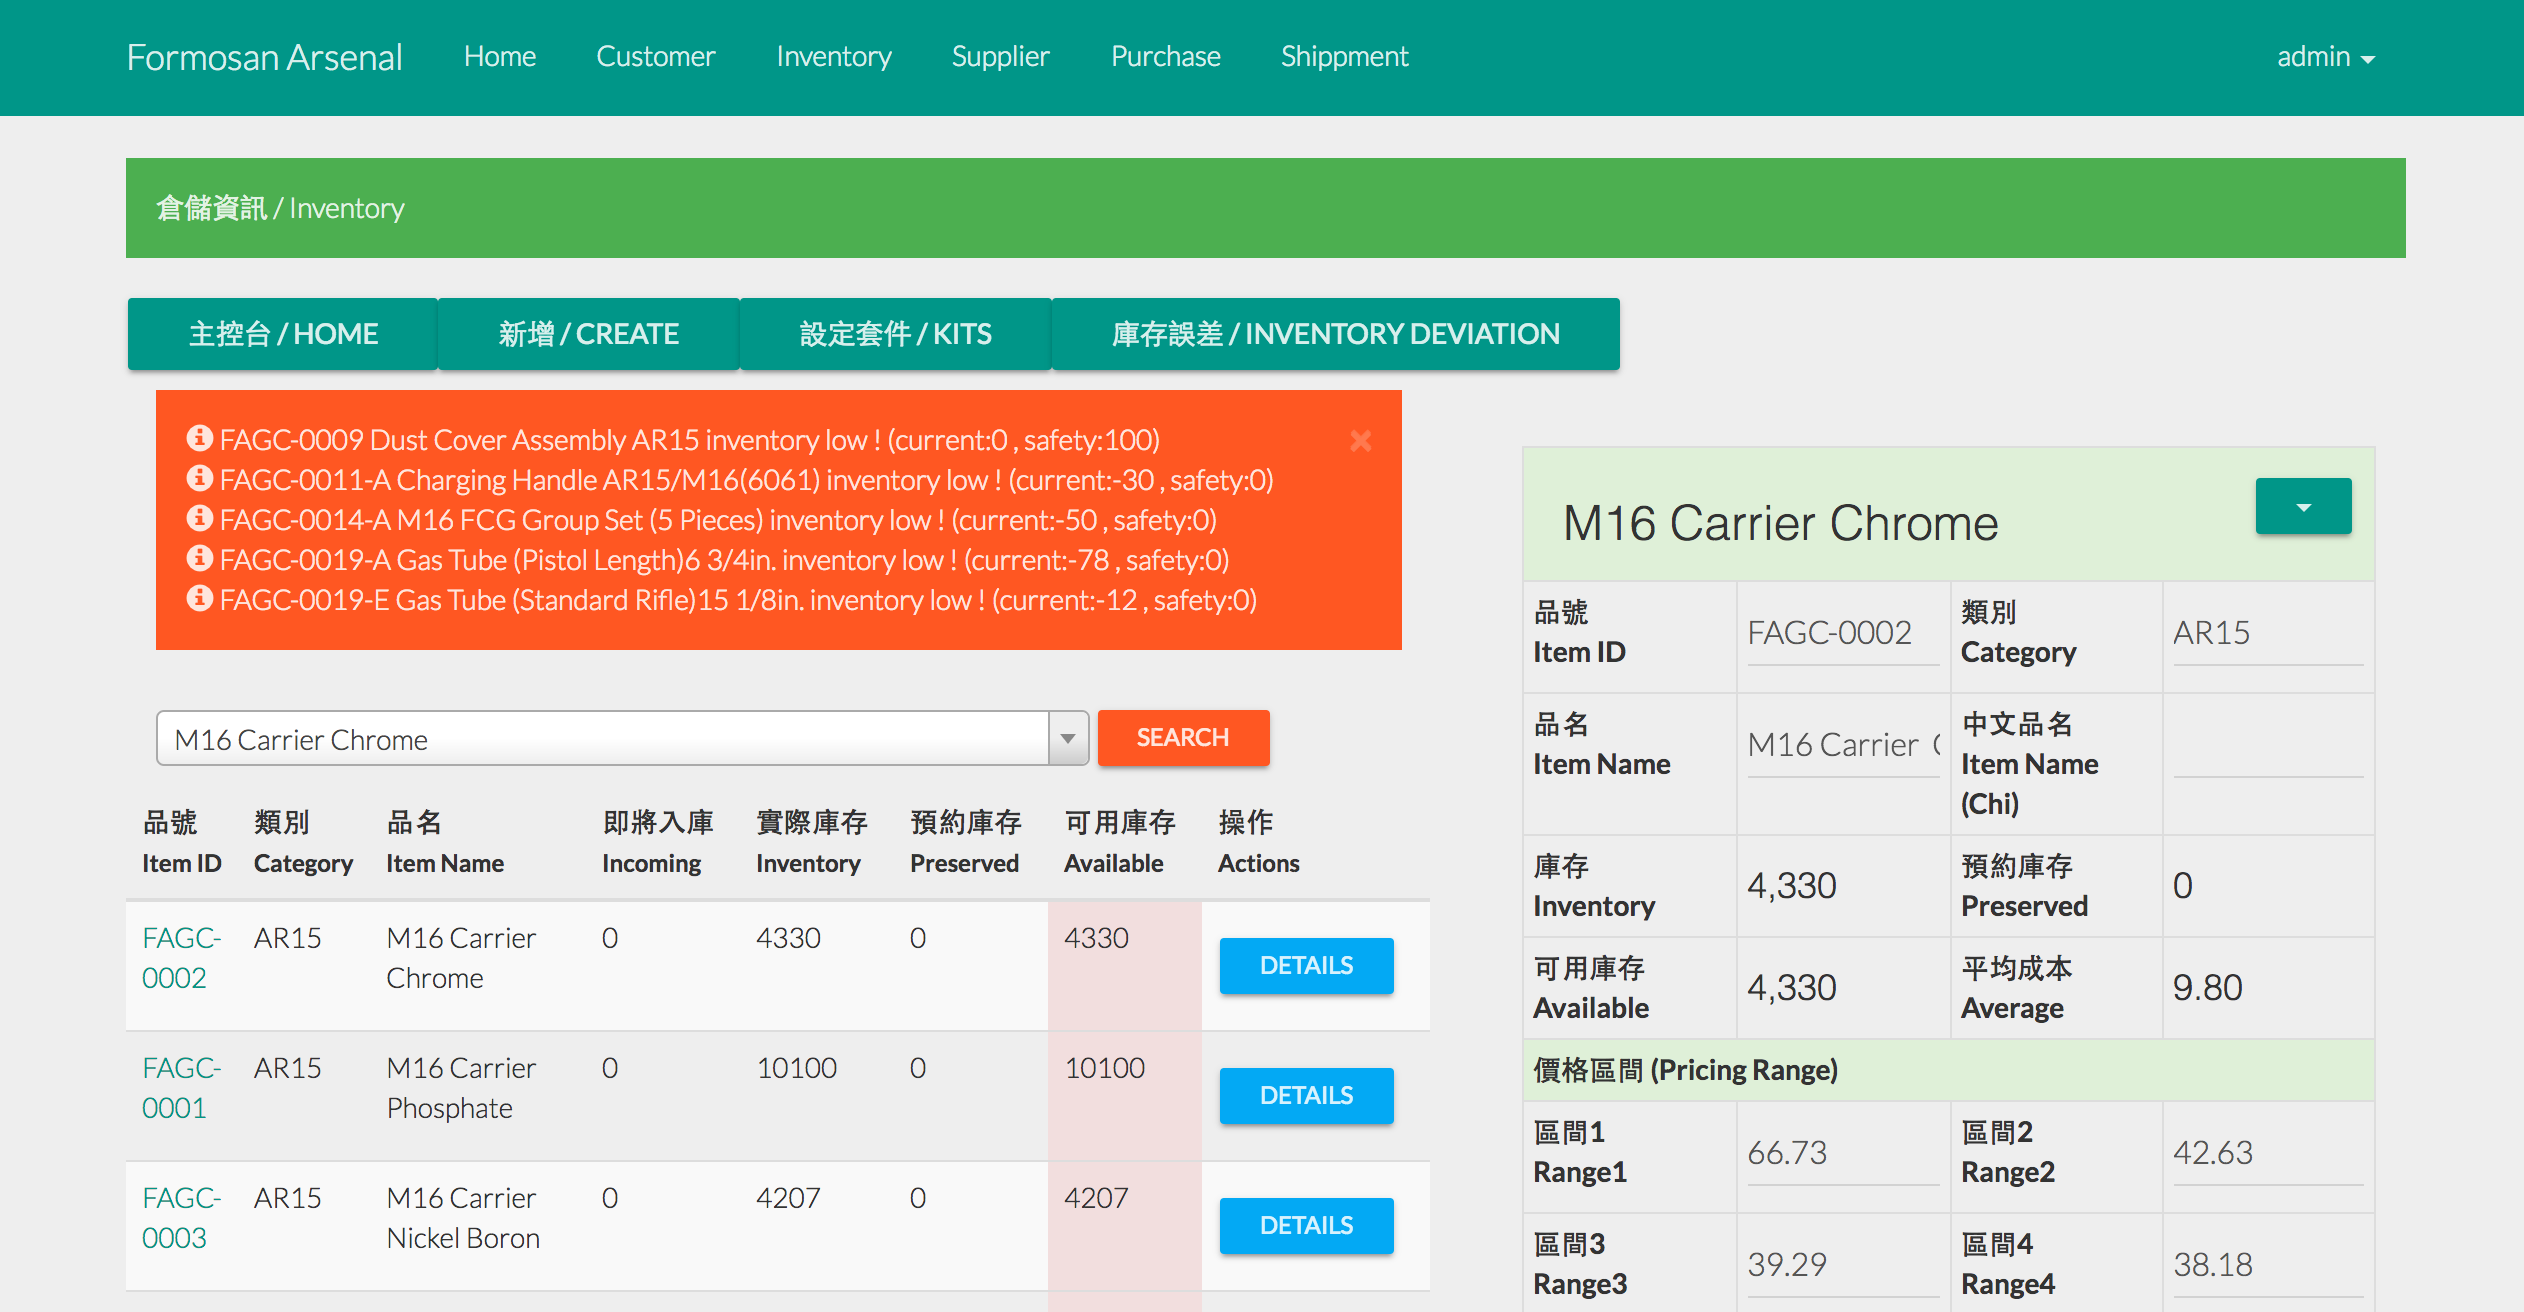 Formosan Arsenal Home Customer Inventory Supplier Purchase Shippment admin
倉儲資訊 / Inventory
主控台 / HOME 新增 / CREATE 設定套件 / KITS 庫存誤差 / INVENTORY DEVIATION
FAGC-0009 Dust Cover Assembly AR15 inventory low ! (current:0 , safety:100)
FAGC-0011-A Charging Handle AR15/M16(6061) inventory low ! (current:-30 , safety:0)
FAGC-0014-A M16 FCG Group Set (5 Pieces) inventory low ! (current:-50 , safety:0)
FAGC-0019-A Gas Tube (Pistol Length)6 3/4in. inventory low ! (current:-78 , safety:0)
FAGC-0019-E Gas Tube (Standard Rifle)15 1/8in. inventory low ! (current:-12 , safety:0)
M16 Carrier Chrome SEARCH
品號 類別 品名 即將入庫 實際庫存 預約庫存 可用庫存 操作
Item ID Category Item Name Incoming Inventory Preserved Available Actions
FAGC- AR15 M16 Carrier 0 4330 0 4330 DETAILS
0002 Chrome
FAGC- AR15 M16 Carrier 0 10100 0 10100 DETAILS
0001 Phosphate
FAGC- AR15 M16 Carrier 0 4207 0 4207 DETAILS
0003 Nickel Boron
M16 Carrier Chrome
品號 類別
Item ID FAGC-0002 Category AR15
品名 中文品名
Item Name M16 Carrier Item Name
(Chi)
庫存 預約庫存
Inventory 4,330 Preserved 0
可用庫存 平均成本
Available 4,330 Average 9.80
價格區間 (Pricing Range)
區間1 區間2
Range1 66.73 Range2 42.63
區間3 區間4
Range3 39.29 Range4 38.18